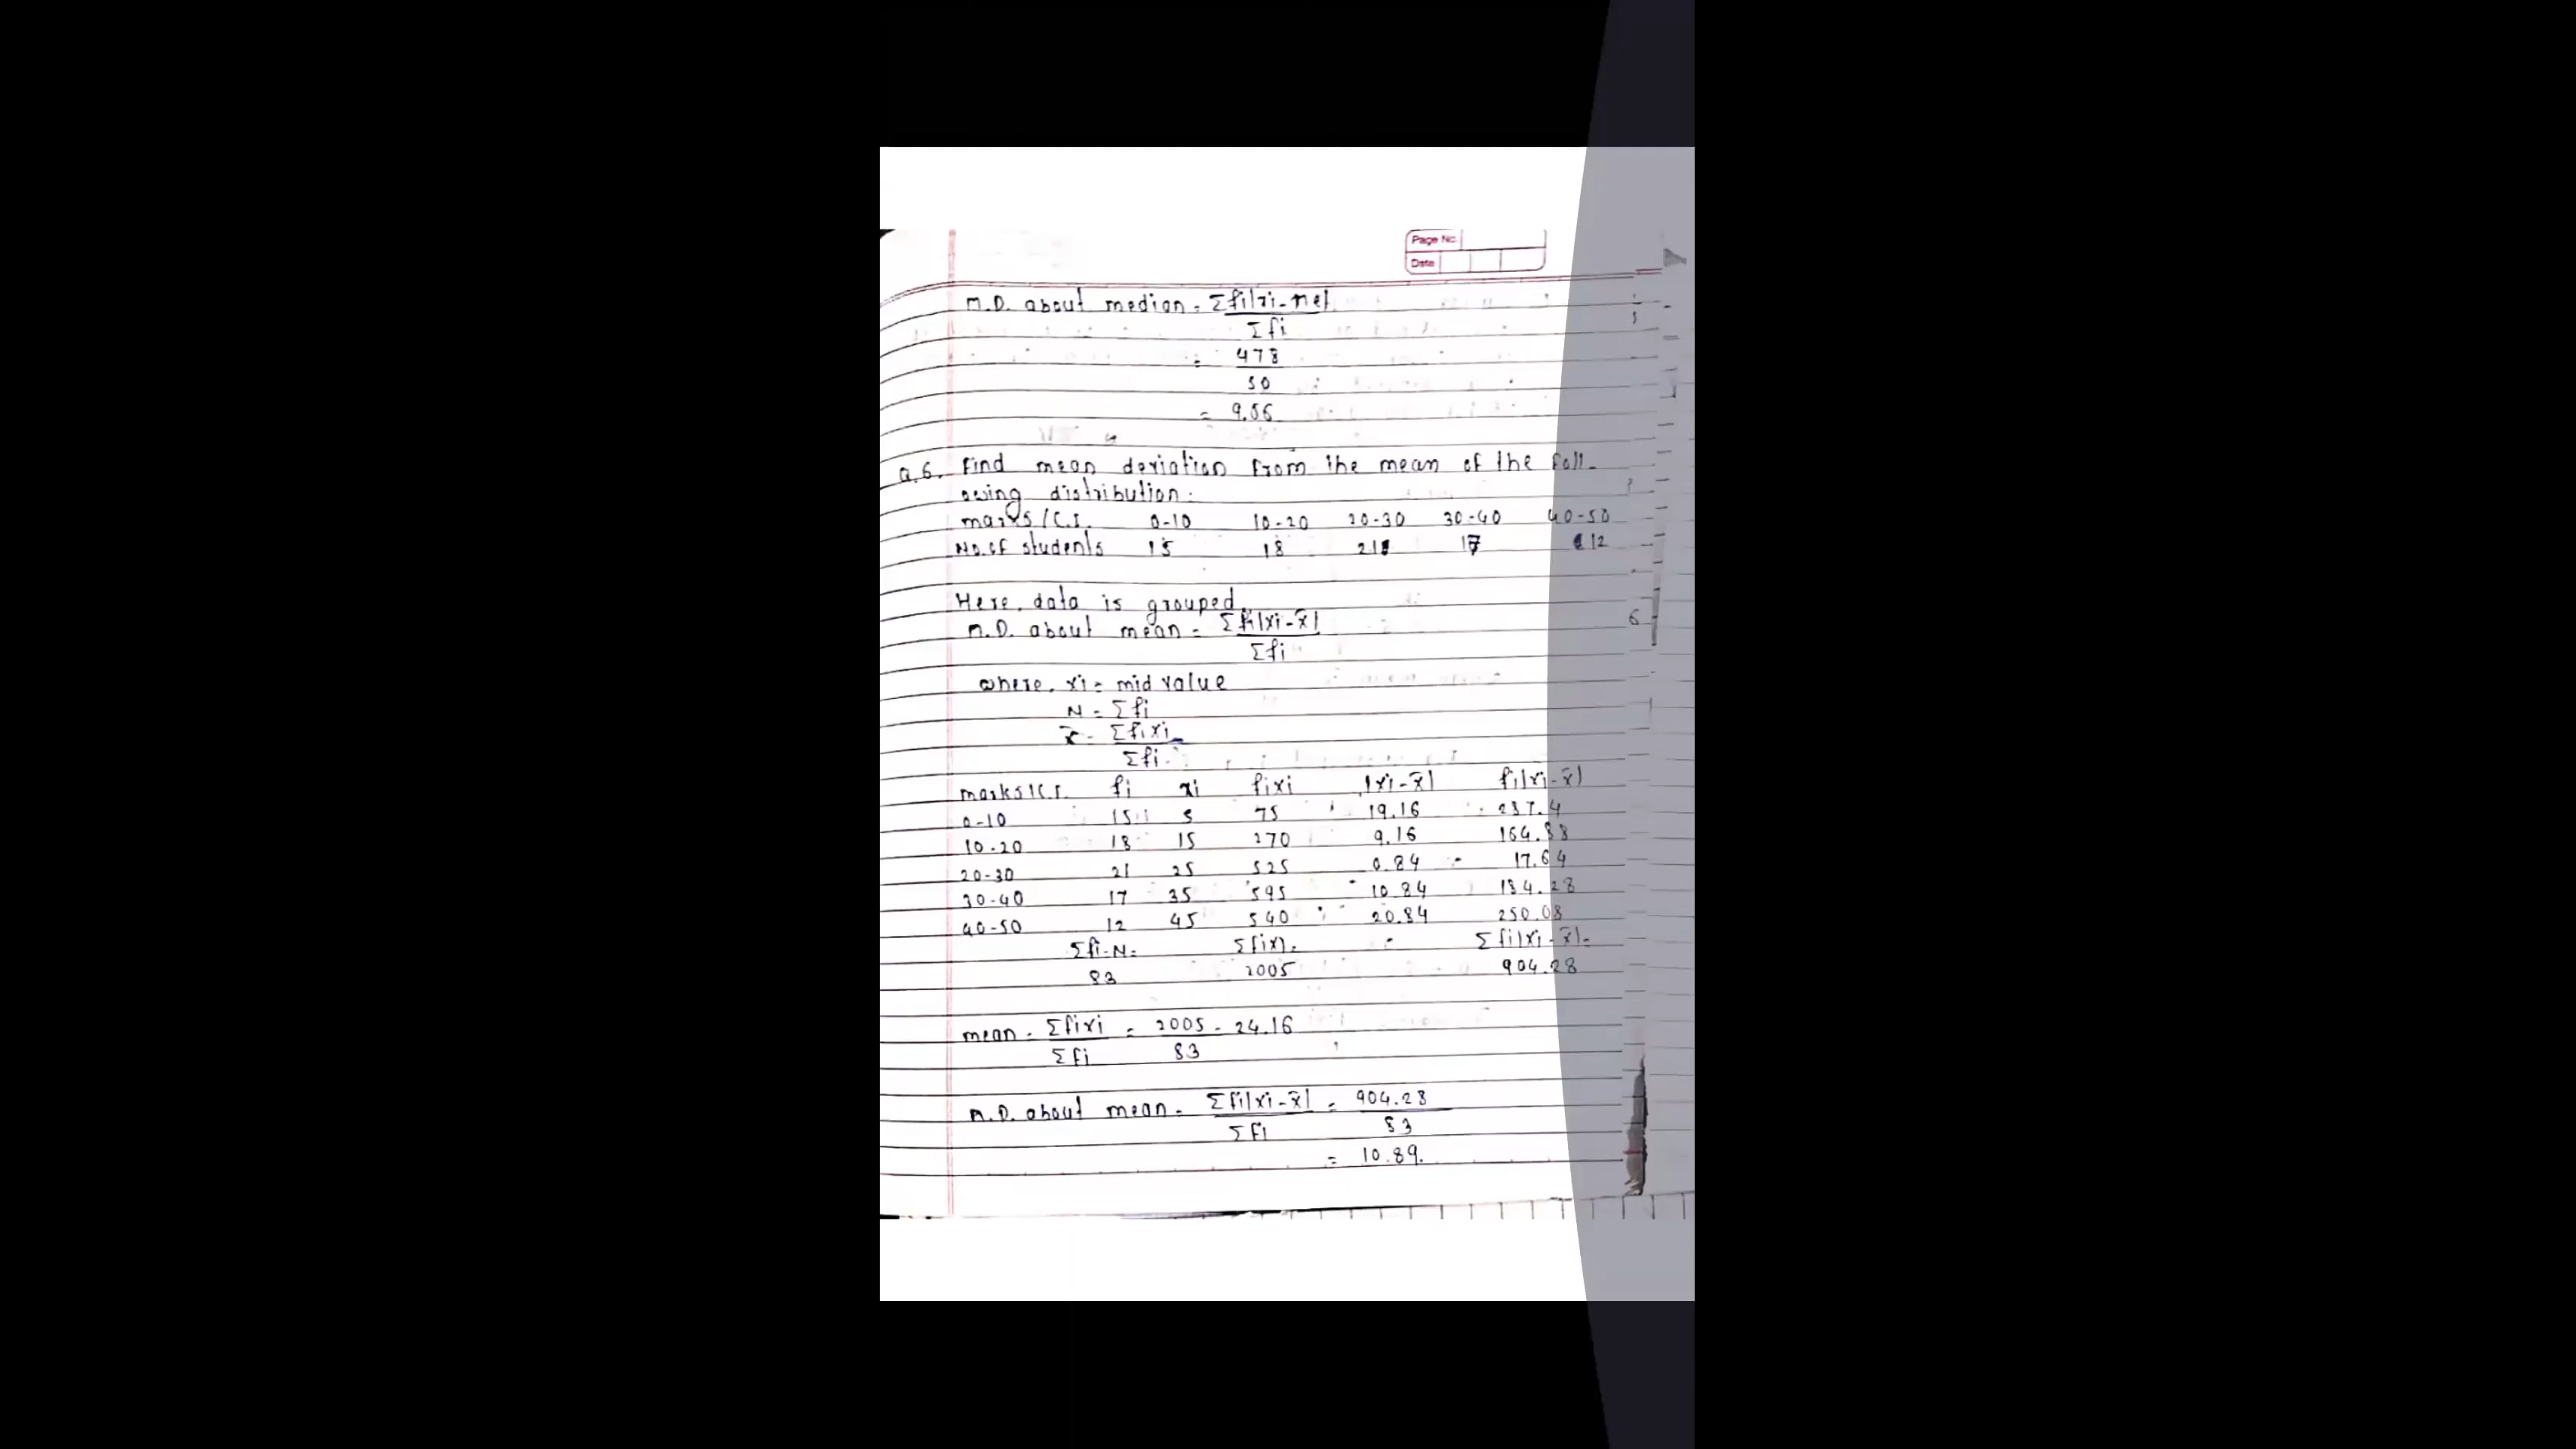 Page No.
Date
M.D. about median = Σfi|xi-Me|
Σfi
= 478
50
= 9.56
Q.6. Find mean deviation from the mean of the foll-
owing distribution:
marks/C.I. 0-10 10-20 20-30 30-40 40-50
No. of students 15 18 21 17 12
Here, data is grouped.
M.D. about mean = Σfi|xi-x̄|
Σfi
where, xi = mid value
N = Σfi
x̄ = Σfixi
Σfi
marks/C.I. fi xi fixi |xi-x̄| fi|xi-x̄|
0-10 15 5 75 19.16 237.4
10-20 18 15 270 9.16 164.88
20-30 21 25 525 0.84 17.64
30-40 17 35 595 10.84 184.28
40-50 12 45 540 20.84 250.08
Σfi=N= Σfixi= Σfi|xi-x̄|=
83 2005 904.28
mean = Σfixi = 2005 = 24.16
Σfi 83
M.D. about mean = Σfi|xi-x̄| = 904.28
Σfi 83
= 10.89.